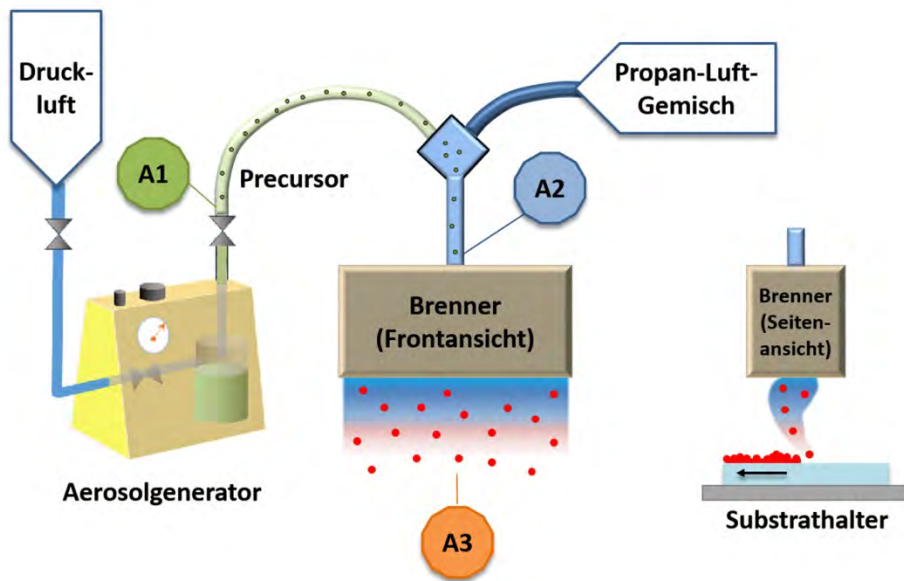 Druck-
luft
Propan-Luft-
Gemisch
A1
Precursor
A2
Brenner
(Frontansicht)
Brenner
(Seiten-
ansicht)
Aerosolgenerator
A3
Substrathalter